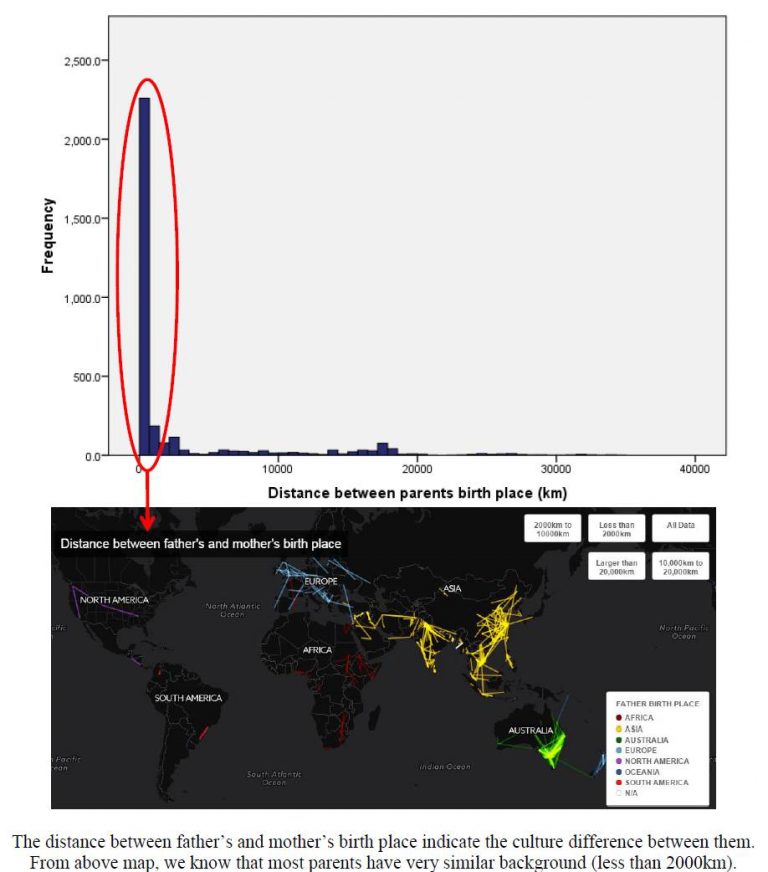 2,500.0
2,000.0
1,500.0
1,000.0
500.0
0.0
Frequency
0
10000
20000
30000
40000
Distance between parents birth place (km)
Distance between father's and mother's birth place
2000km to
10000km
Less than
2000km
All Data
Larger than
20,000km
10,000km to
20,000km
NORTH AMERICA
North Atlantic
Ocean
EUROPE
ASIA
North Pacific
Ocean
AFRICA
SOUTH AMERICA
AUSTRALIA
South Atlantic
Ocean
Indian Ocean
FATHER BIRTH PLACE
AFRICA
ASIA
AUSTRALIA
EUROPE
NORTH AMERICA
OCEANIA
SOUTH AMERICA
N/A
The distance between father's and mother's birth place indicate the culture difference between them.
From above map, we know that most parents have very similar background (less than 2000km).